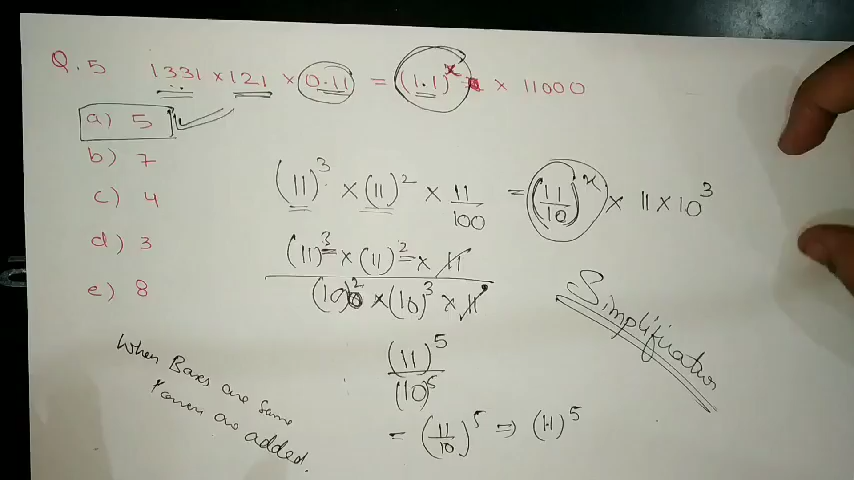 Q.5 1331 × 121 × 0.11 = (1.1)^x × 11000
a) 5
b) 7
c) 4
d) 3
e) 8
(11)^3 × (11)^2 × 11/100 = (11/10)^x × 11 × 10^3
(11)^3 × (11)^2 × 11
(10)^2 × (10)^3 × 11
(11)^5
(10)^5
= (11/10)^5 ⇒ (1.1)^5
When Bases are same
Powers are added.
Simplification